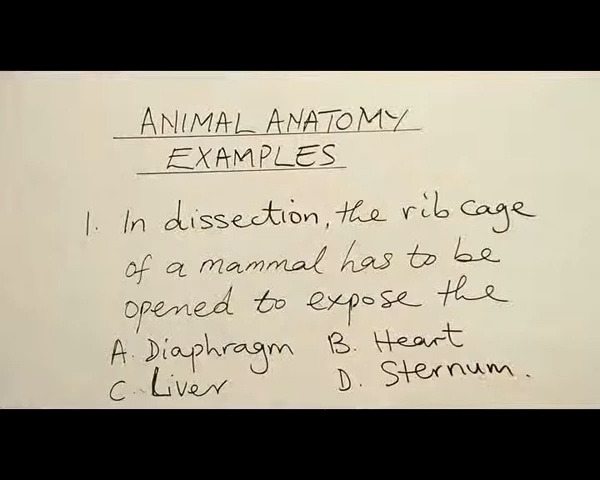 ANIMAL ANATOMY
EXAMPLES
1. In dissection, the rib cage
of a mammal has to be
opened to expose the
A. Diaphragm B. Heart
C. Liver D. Sternum.